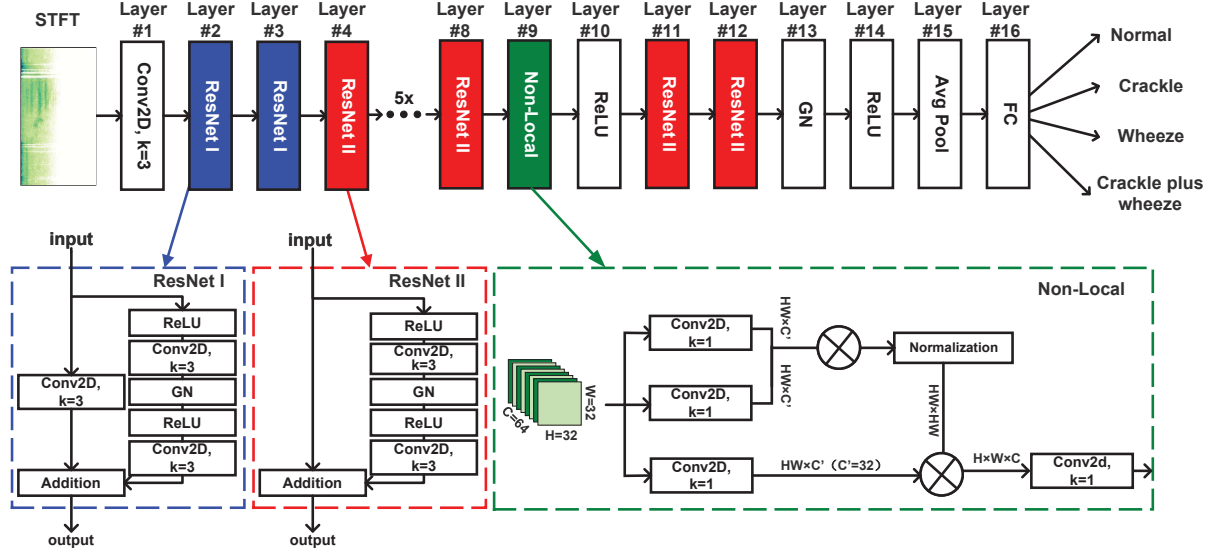 STFT
Layer
#1
Layer
#2
Layer
#3
Layer
#4
Layer
#8
Layer
#9
Layer
#10
Layer
#11
Layer
#12
Layer
#13
Layer
#14
Layer
#15
Layer
#16
Conv2D, k=3
ResNet I
ResNet I
ResNet II
5x
ResNet II
Non-Local
ReLU
ResNet II
ResNet II
GN
ReLU
Avg Pool
FC
Normal
Crackle
Wheeze
Crackle plus
wheeze
input
ResNet I
ReLU
Conv2D,
k=3
GN
ReLU
Conv2D,
k=3
Conv2D,
k=3
Addition
output
input
ResNet II
ReLU
Conv2D,
k=3
GN
ReLU
Conv2D,
k=3
Addition
output
Non-Local
C=64
H=32
W=32
Conv2D,
k=1
Conv2D,
k=1
Conv2D,
k=1
HW×C'
HW×C'
Normalization
HW×HW
HW×C'（C'=32）
H×W×C
Conv2d,
k=1